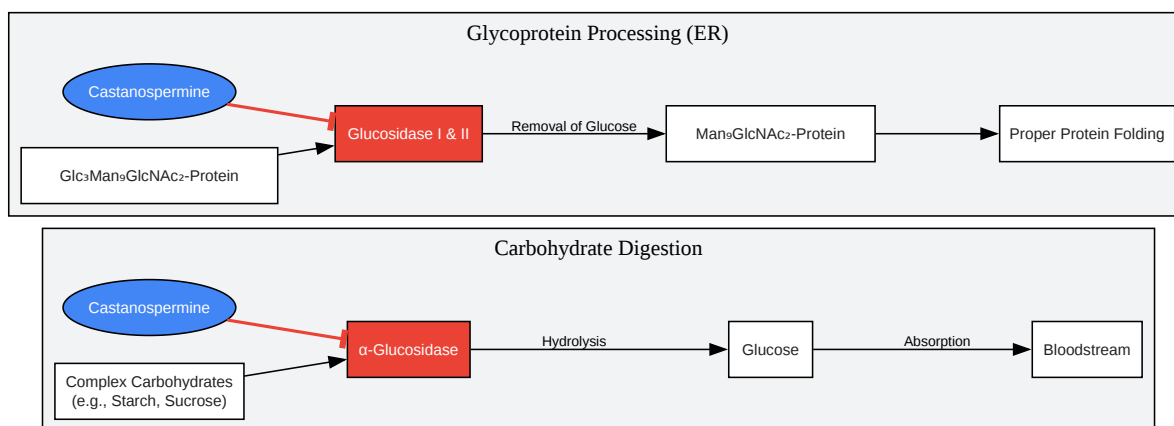 Glycoprotein Processing (ER)
Castanospermine
Glucosidase I & II
Removal of Glucose
Man₉GlcNAc₂-Protein
Proper Protein Folding
Glc₃Man₉GlcNAc₂-Protein
Carbohydrate Digestion
Castanospermine
α-Glucosidase
Hydrolysis
Glucose
Absorption
Bloodstream
Complex Carbohydrates
(e.g., Starch, Sucrose)